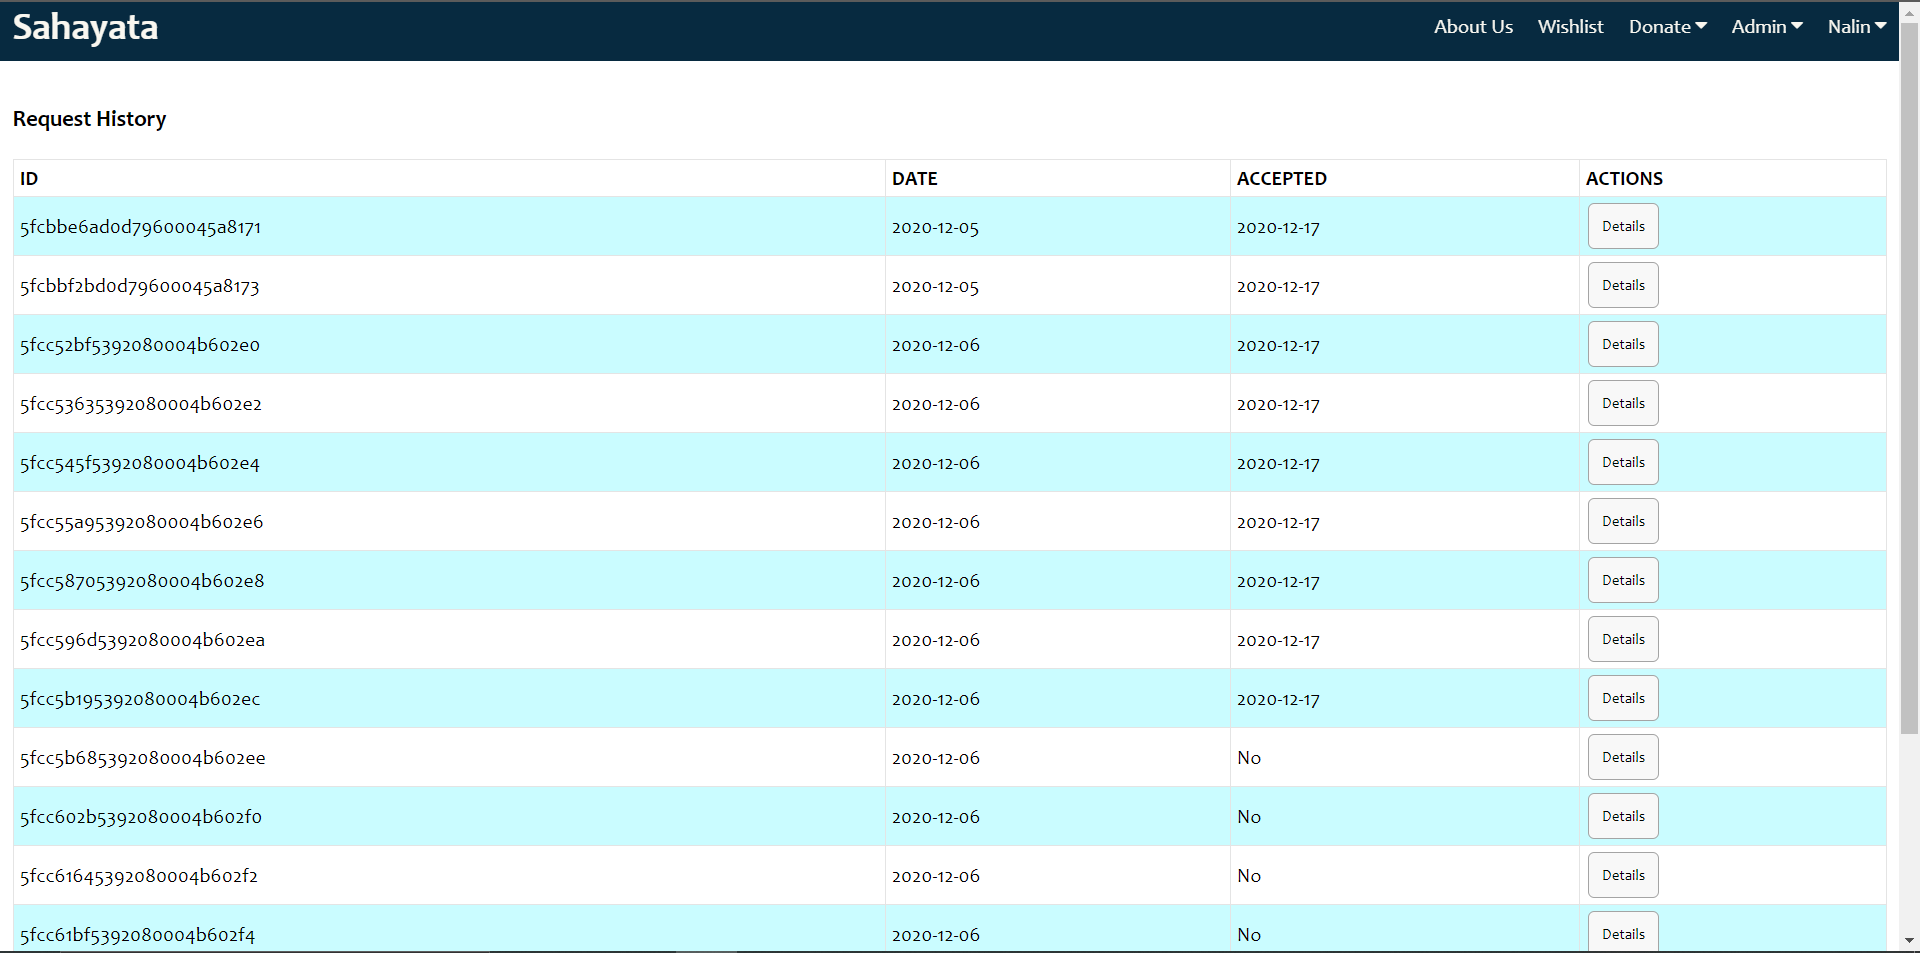 Sahayata About Us Wishlist Donate Admin Nalin
Request History
ID DATE ACCEPTED ACTIONS
5fcbbe6ad0d79600045a8171 2020-12-05 2020-12-17 Details
5fcbbf2bd0d79600045a8173 2020-12-05 2020-12-17 Details
5fcc52bf5392080004b602e0 2020-12-06 2020-12-17 Details
5fcc53635392080004b602e2 2020-12-06 2020-12-17 Details
5fcc545f5392080004b602e4 2020-12-06 2020-12-17 Details
5fcc55a95392080004b602e6 2020-12-06 2020-12-17 Details
5fcc58705392080004b602e8 2020-12-06 2020-12-17 Details
5fcc596d5392080004b602ea 2020-12-06 2020-12-17 Details
5fcc5b195392080004b602ec 2020-12-06 2020-12-17 Details
5fcc5b685392080004b602ee 2020-12-06 No Details
5fcc602b5392080004b602f0 2020-12-06 No Details
5fcc61645392080004b602f2 2020-12-06 No Details
5fcc61bf5392080004b602f4 2020-12-06 No Details